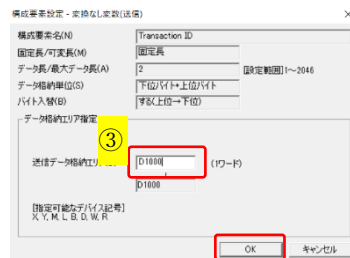 構成要素設定 - 変換なし変数(送信)
構成要素名(N) Transaction ID
固定長/可変長(M) 固定長
データ長/最大データ長(A) 2 [設定範囲]1～2046
データ格納単位(S) 下位バイト+上位バイト
バイト入替(B) する(上位→下位)
データ格納エリア指定
③
送信データ格納エリア D1000 (1ワード)
D1000
[指定可能なデバイス記号]
X, Y, M, L, B, D, W, R
OK キャンセル